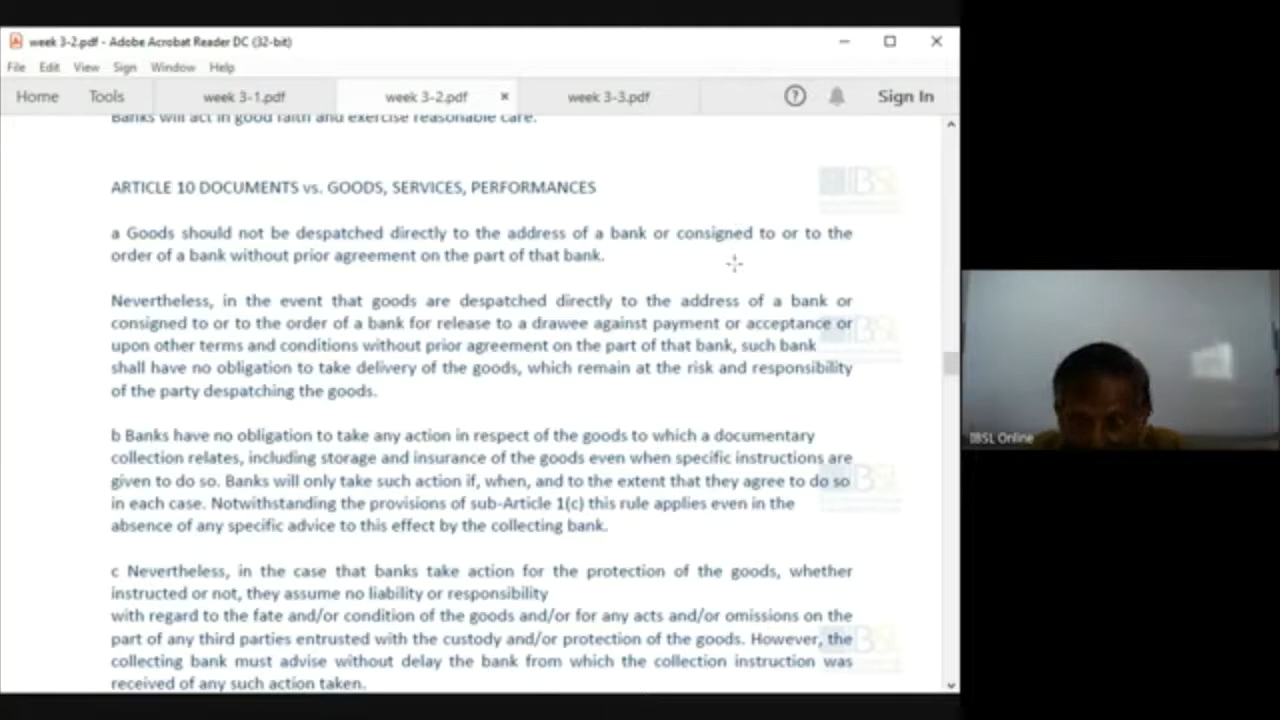 week 3-2.pdf - Adobe Acrobat Reader DC (32-bit)
File Edit View Sign Window Help
Home Tools week 3-1.pdf week 3-2.pdf × week 3-3.pdf ? Sign In
Banks will act in good faith and exercise reasonable care.
ARTICLE 10 DOCUMENTS vs. GOODS, SERVICES, PERFORMANCES
a Goods should not be despatched directly to the address of a bank or consigned to or to the
order of a bank without prior agreement on the part of that bank.
Nevertheless, in the event that goods are despatched directly to the address of a bank or
consigned to or to the order of a bank for release to a drawee against payment or acceptance or
upon other terms and conditions without prior agreement on the part of that bank, such bank
shall have no obligation to take delivery of the goods, which remain at the risk and responsibility
of the party despatching the goods.
b Banks have no obligation to take any action in respect of the goods to which a documentary
collection relates, including storage and insurance of the goods even when specific instructions are
given to do so. Banks will only take such action if, when, and to the extent that they agree to do so
in each case. Notwithstanding the provisions of sub-Article 1(c) this rule applies even in the
absence of any specific advice to this effect by the collecting bank.
c Nevertheless, in the case that banks take action for the protection of the goods, whether
instructed or not, they assume no liability or responsibility
with regard to the fate and/or condition of the goods and/or for any acts and/or omissions on the
part of any third parties entrusted with the custody and/or protection of the goods. However, the
collecting bank must advise without delay the bank from which the collection instruction was
received of any such action taken.
IBSL Online